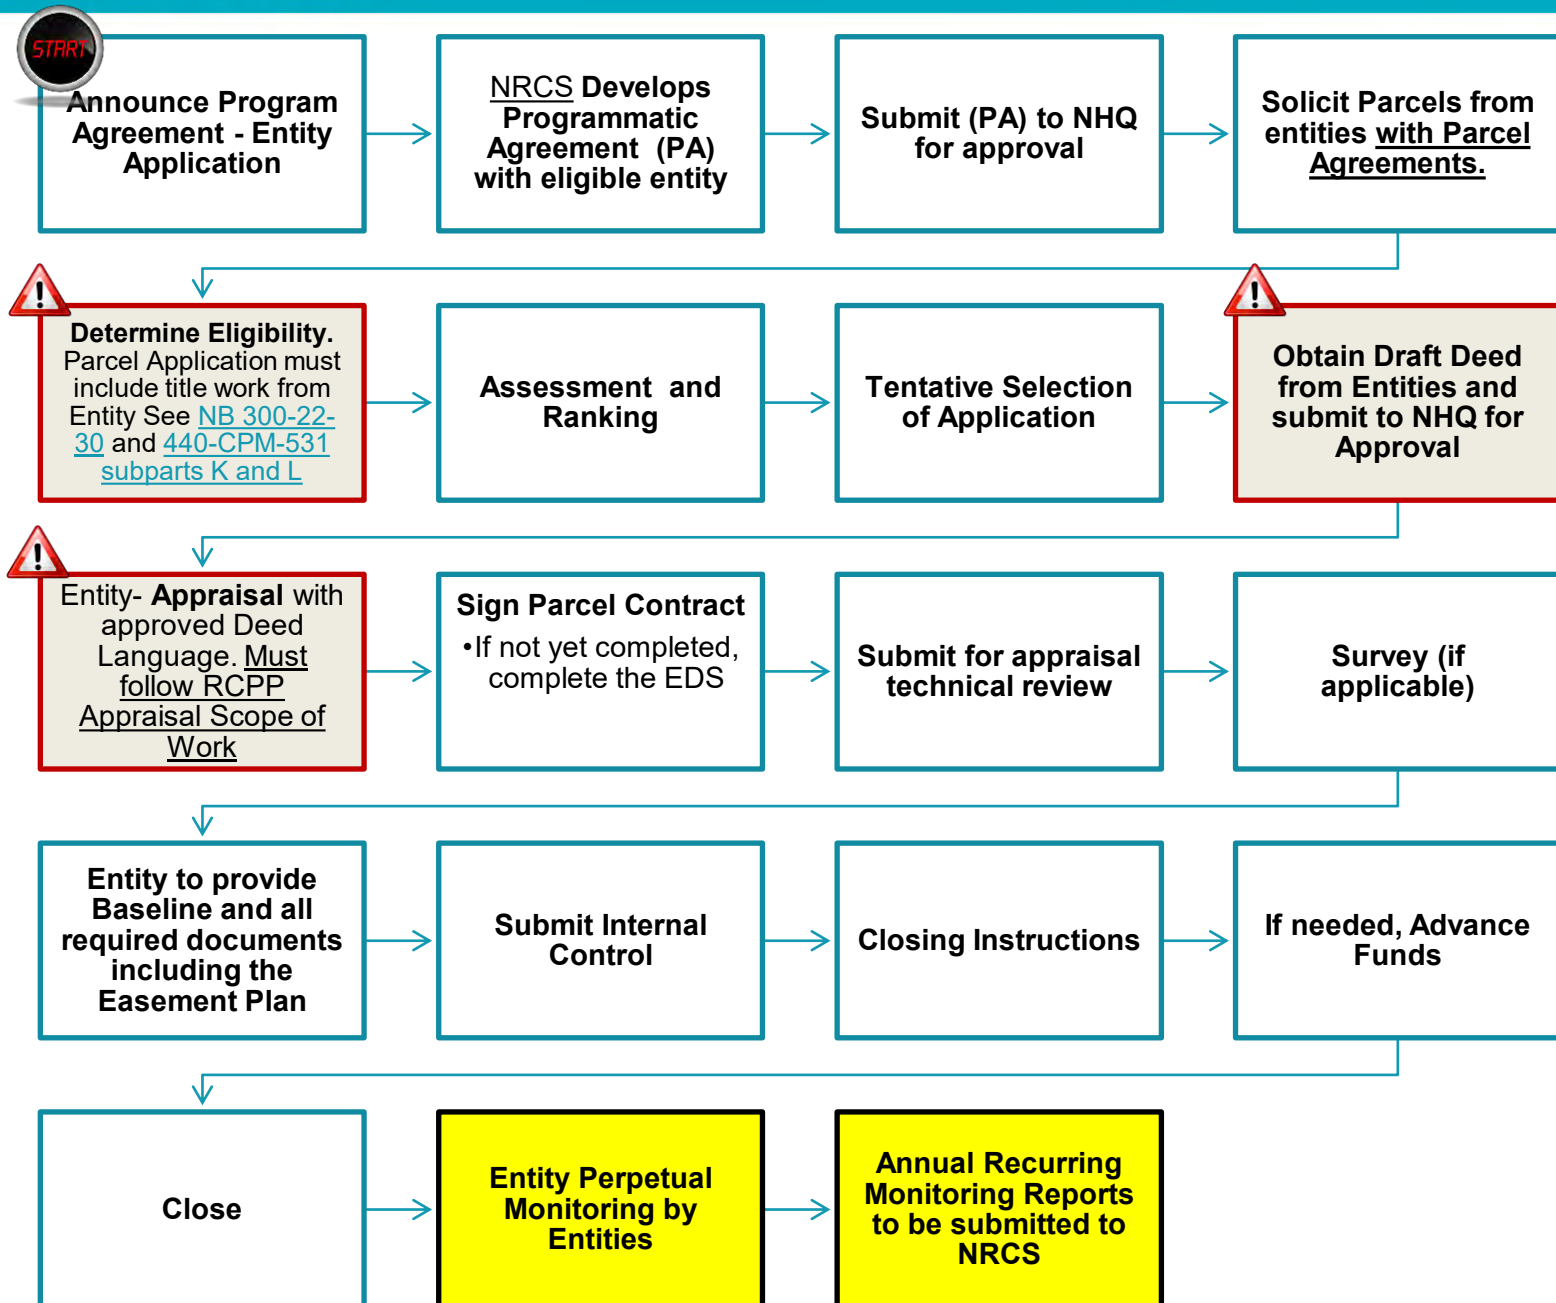 START
Announce Program
Agreement - Entity
Application
NRCS Develops
Programmatic
Agreement (PA)
with eligible entity
Submit (PA) to NHQ
for approval
Solicit Parcels from
entities with Parcel
Agreements.
Determine Eligibility.
Parcel Application must
include title work from
Entity See NB 300-22-
30 and 440-CPM-531
subparts K and L
Assessment and
Ranking
Tentative Selection
of Application
Obtain Draft Deed
from Entities and
submit to NHQ for
Approval
Entity- Appraisal with
approved Deed
Language. Must
follow RCPP
Appraisal Scope of
Work
Sign Parcel Contract
•If not yet completed,
complete the EDS
Submit for appraisal
technical review
Survey (if
applicable)
Entity to provide
Baseline and all
required documents
including the
Easement Plan
Submit Internal
Control
Closing Instructions
If needed, Advance
Funds
Close
Entity Perpetual
Monitoring by
Entities
Annual Recurring
Monitoring Reports
to be submitted to
NRCS